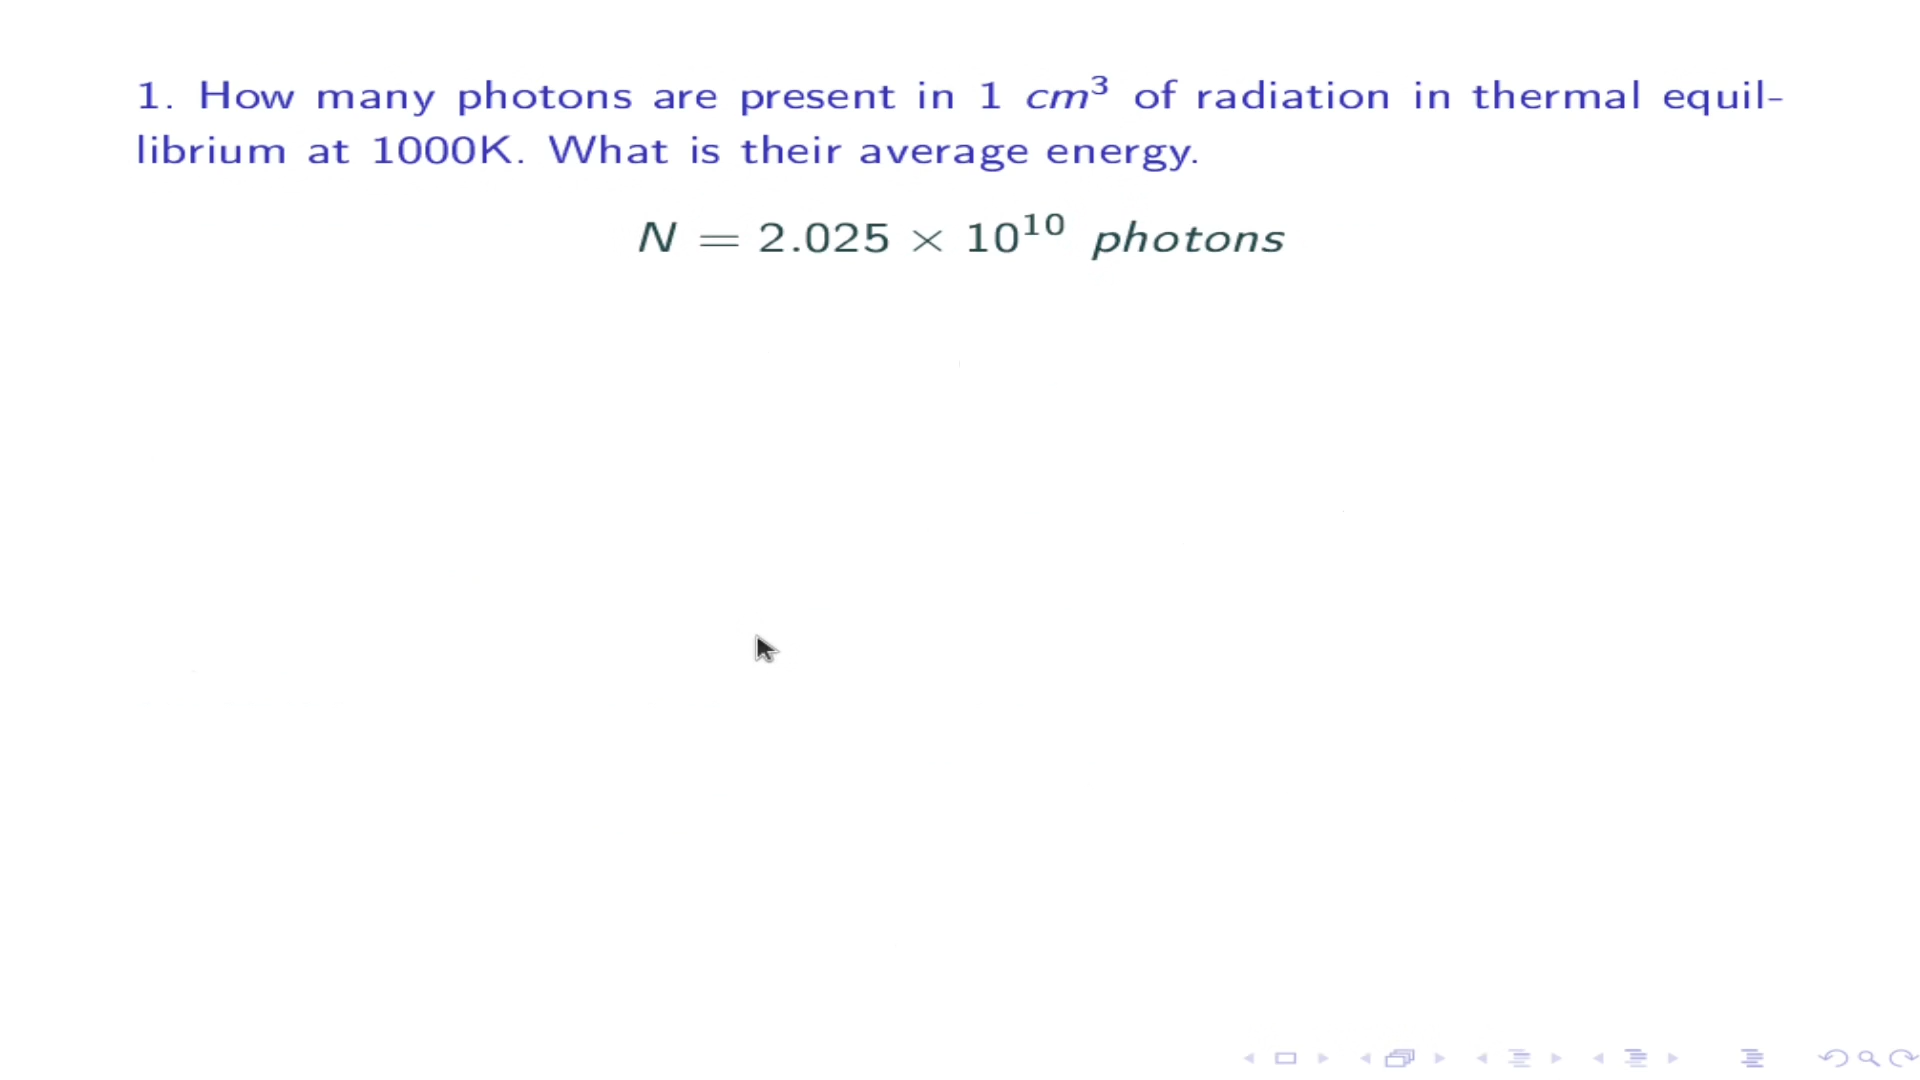 1. How many photons are present in 1 cm³ of radiation in thermal equil-
librium at 1000K. What is their average energy.
N = 2.025 × 10¹⁰ photons